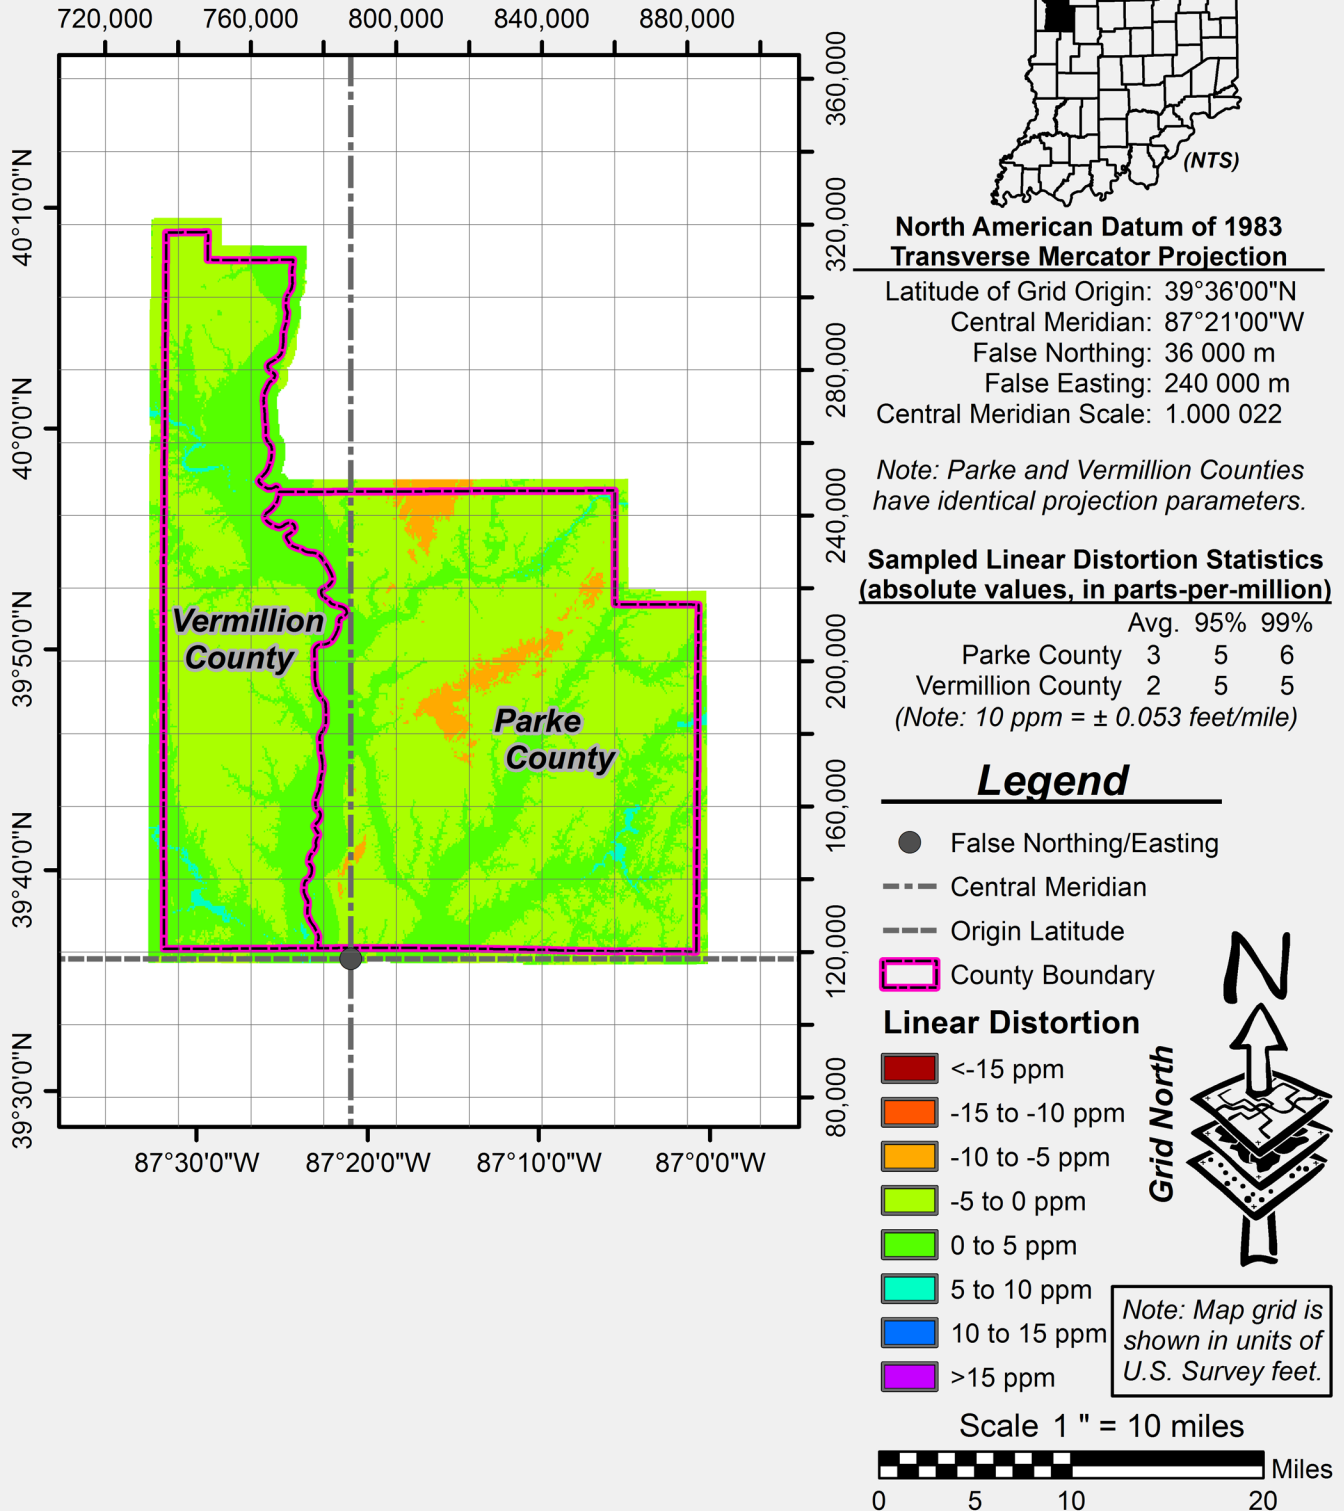 720,000 760,000 800,000 840,000 880,000
360,000
320,000
280,000
240,000
200,000
160,000
120,000
80,000
40°10'0"N
40°0'0"N
39°50'0"N
39°40'0"N
39°30'0"N
87°30'0"W 87°20'0"W 87°10'0"W 87°0'0"W
Vermillion
County
Parke
County
(NTS)
North American Datum of 1983
Transverse Mercator Projection
Latitude of Grid Origin: 39°36'00"N
Central Meridian: 87°21'00"W
False Northing: 36 000 m
False Easting: 240 000 m
Central Meridian Scale: 1.000 022
Note: Parke and Vermillion Counties
have identical projection parameters.
Sampled Linear Distortion Statistics
(absolute values, in parts-per-million)
Avg. 95% 99%
Parke County 3 5 6
Vermillion County 2 5 5
(Note: 10 ppm = ± 0.053 feet/mile)
Legend
False Northing/Easting
Central Meridian
Origin Latitude
County Boundary
Linear Distortion
<-15 ppm
-15 to -10 ppm
-10 to -5 ppm
-5 to 0 ppm
0 to 5 ppm
5 to 10 ppm
10 to 15 ppm
>15 ppm
N
Grid North
Note: Map grid is
shown in units of
U.S. Survey feet.
Scale 1 " = 10 miles
Miles
0 5 10 20